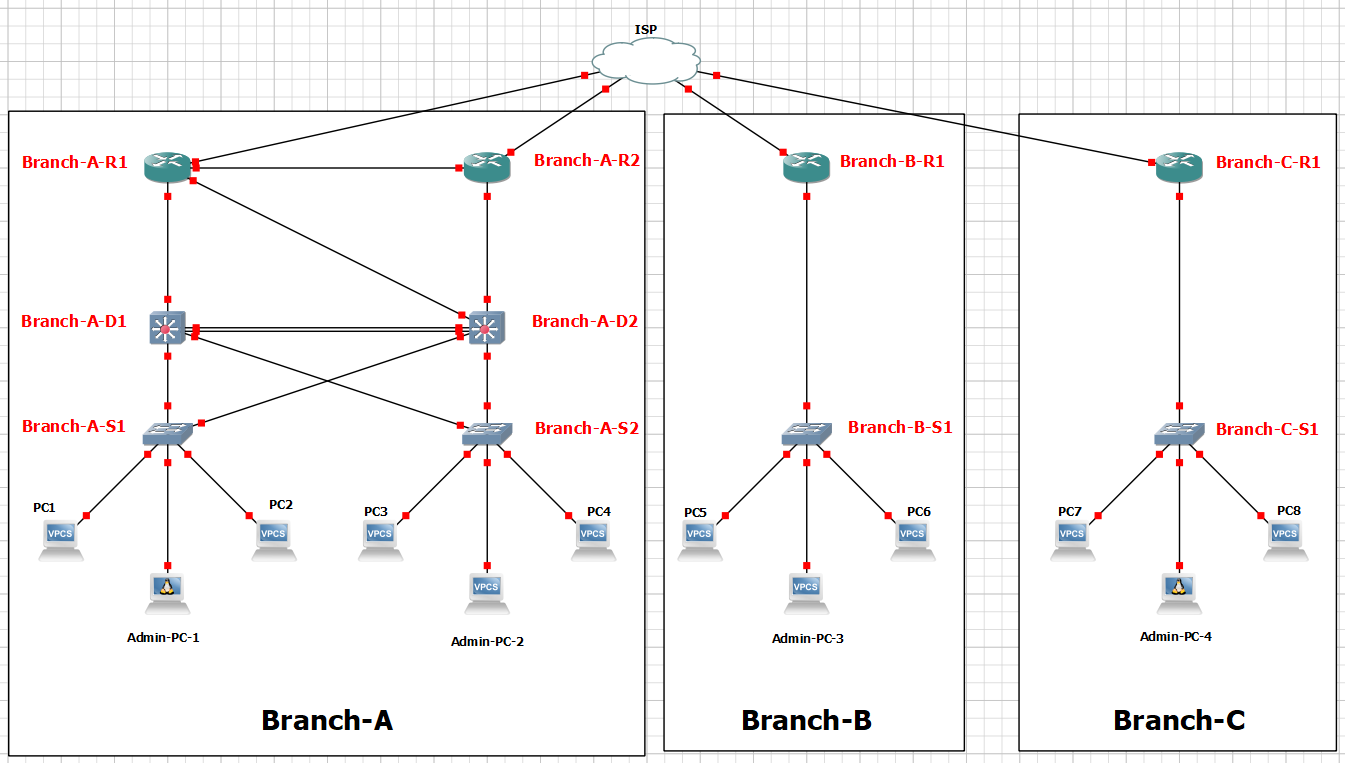 ISP
Branch-A-R1
Branch-A-R2
Branch-B-R1
Branch-C-R1
Branch-A-D1
Branch-A-D2
Branch-A-S1
Branch-A-S2
Branch-B-S1
Branch-C-S1
PC1
PC2
PC3
PC4
PC5
PC6
PC7
PC8
VPCS
VPCS
VPCS
VPCS
VPCS
VPCS
VPCS
VPCS
VPCS
VPCS
Admin-PC-1
Admin-PC-2
Admin-PC-3
Admin-PC-4
Branch-A
Branch-B
Branch-C